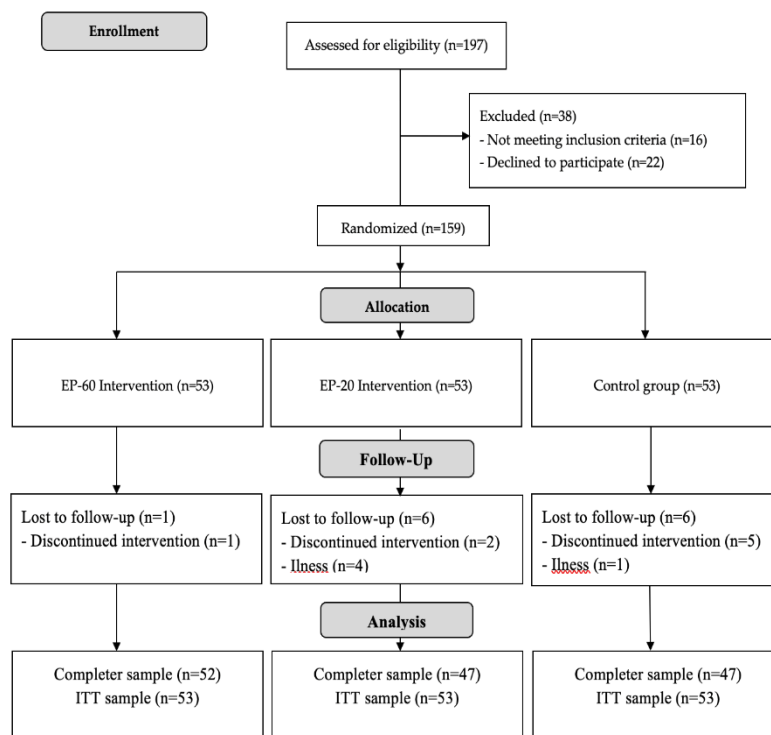 Enrollment
Assessed for eligibility (n=197)
Excluded (n=38)
- Not meeting inclusion criteria (n=16)
- Declined to participate (n=22)
Randomized (n=159)
Allocation
EP-60 Intervention (n=53)
EP-20 Intervention (n=53)
Control group (n=53)
Follow-Up
Lost to follow-up (n=1)
- Discontinued intervention (n=1)
Lost to follow-up (n=6)
- Discontinued intervention (n=2)
- Ilness (n=4)
Lost to follow-up (n=6)
- Discontinued intervention (n=5)
- Ilness (n=1)
Analysis
Completer sample (n=52)
ITT sample (n=53)
Completer sample (n=47)
ITT sample (n=53)
Completer sample (n=47)
ITT sample (n=53)